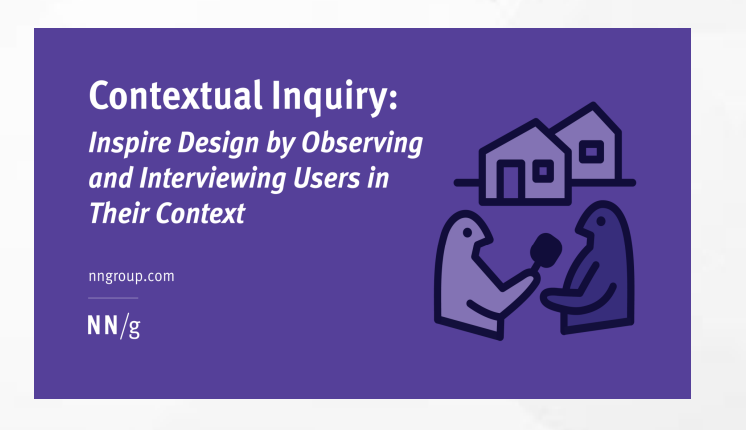 Contextual Inquiry:
Inspire Design by Observing
and Interviewing Users in
Their Context
nngroup.com
NN/g